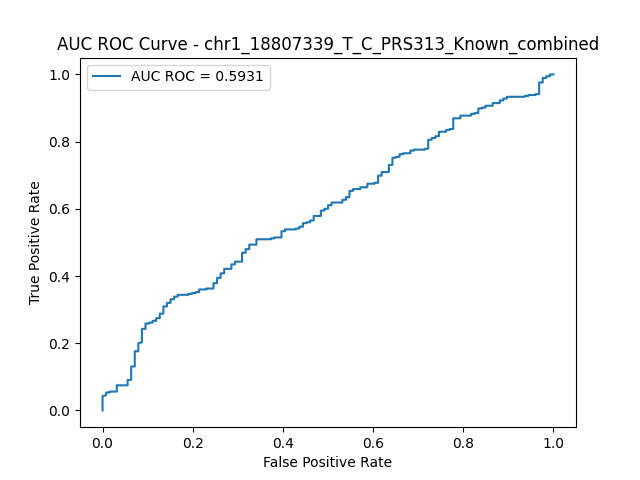 AUC ROC Curve - chr1_18807339_T_C_PRS313_Known_combined
AUC ROC = 0.5931
1.0
0.8
0.6
0.4
0.2
0.0
True Positive Rate
0.0 0.2 0.4 0.6 0.8 1.0
False Positive Rate